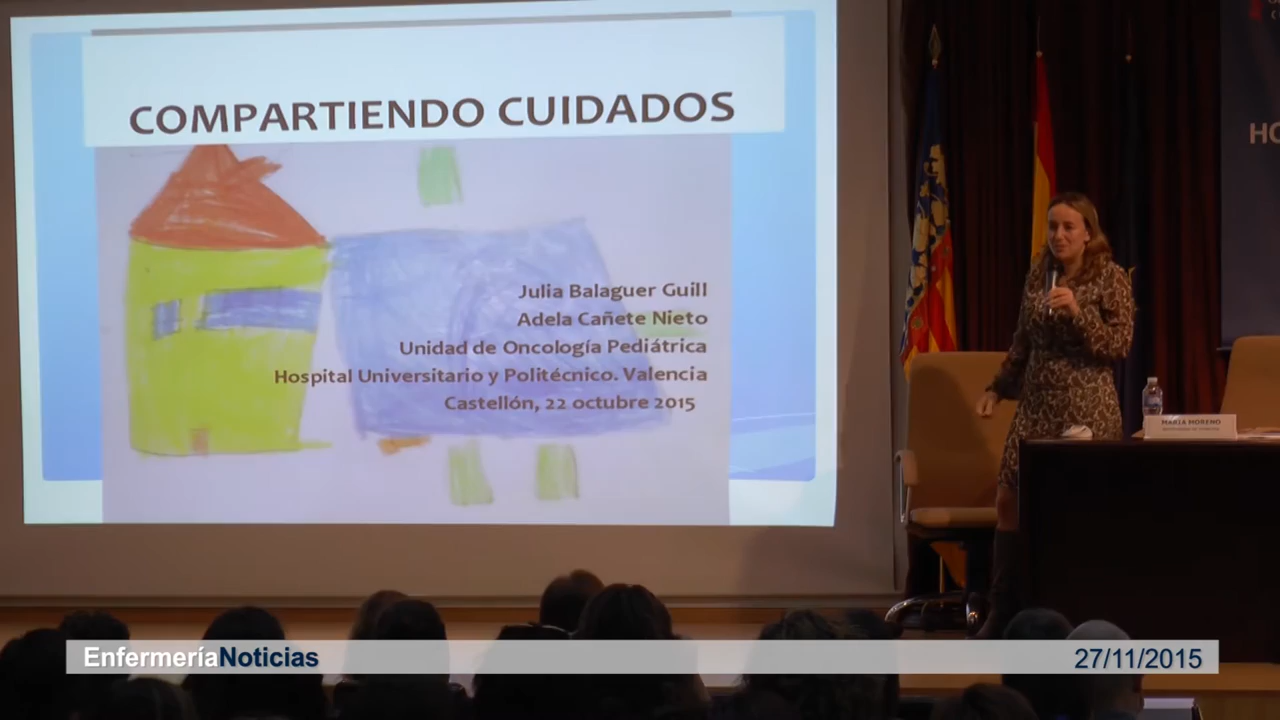 COMPARTIENDO CUIDADOS
Julia Balaguer Guill
Adela Cañete Nieto
Unidad de Oncología Pediátrica
Hospital Universitario y Politécnico. Valencia
Castellón, 22 octubre 2015
HO
MARÍA MORENO
EnfermeríaNoticias
27/11/2015